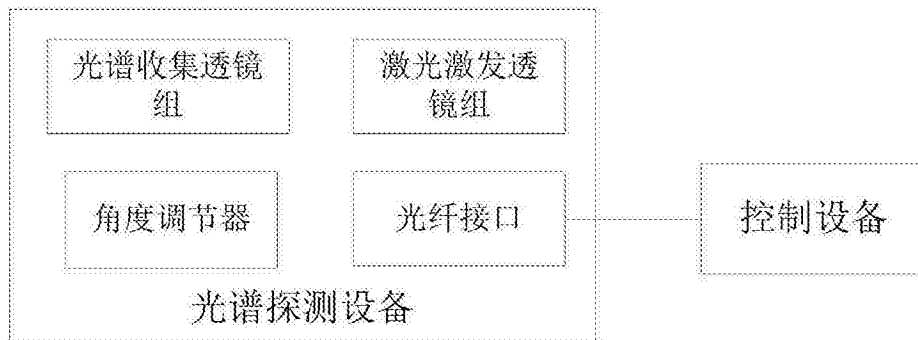 光谱收集透镜
组
激光激发透
镜组
角度调节器
光纤接口
控制设备
光谱探测设备